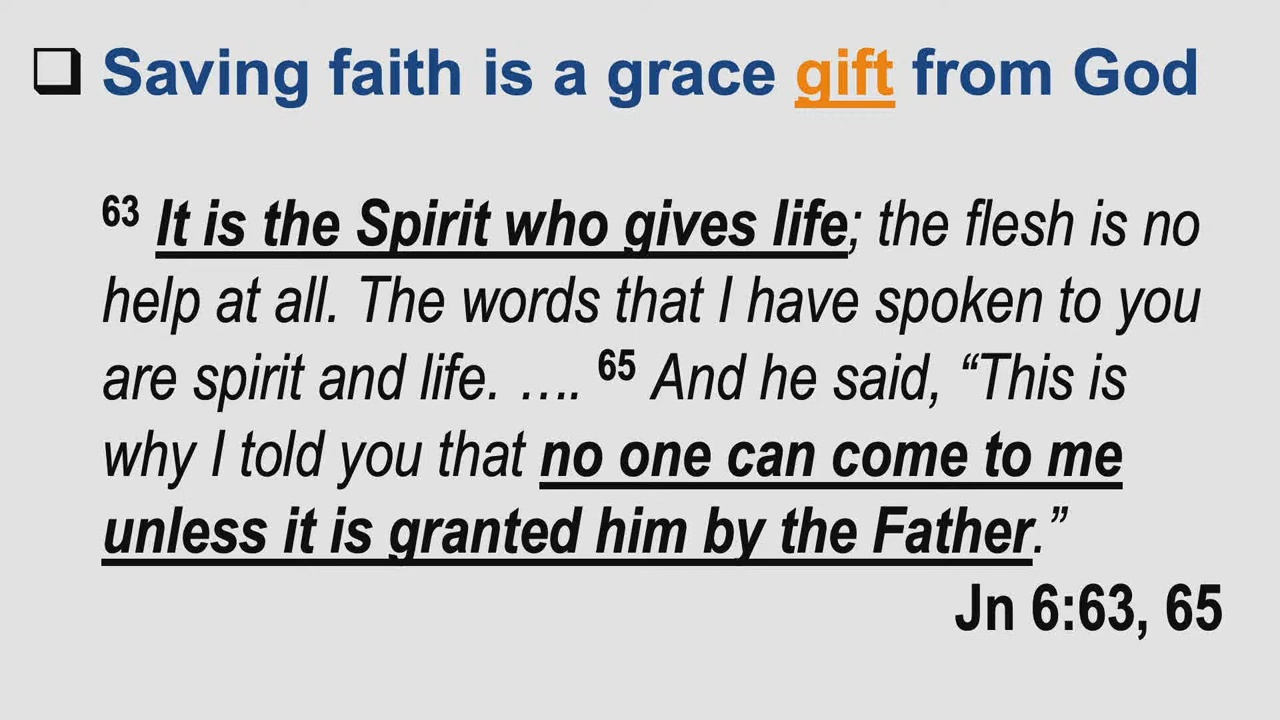 ❑ Saving faith is a grace gift from God
63 It is the Spirit who gives life; the flesh is no
help at all. The words that I have spoken to you
are spirit and life. …. 65 And he said, “This is
why I told you that no one can come to me
unless it is granted him by the Father.”
Jn 6:63, 65